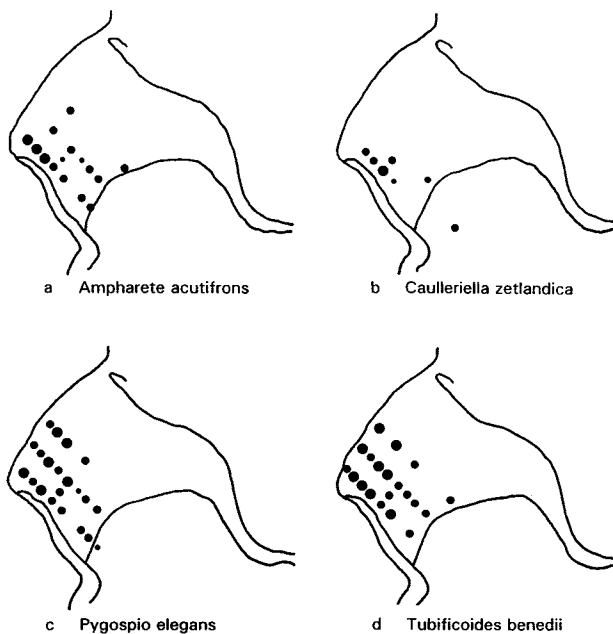 a Ampharete acutifrons
b Caulleriella zetlandica
c Pygospio elegans
d Tubificoides benedii